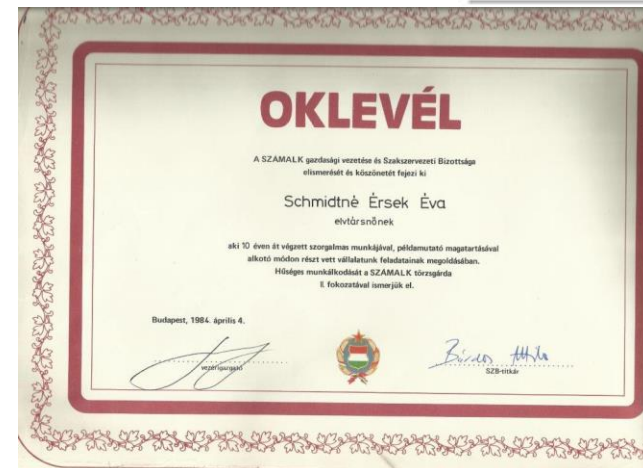 OKLEVÉL
A SZÁMALK gazdasági vezetése és Szakszervezeti Bizottsága
elismerését és köszönetét fejezi ki
Schmidtné Érsek Éva
elvtársnőnek
aki 10 éven át végzett szorgalmas munkájával, példamutató magatartásával
alkotó módon részt vett vállalatunk feladatainak megoldásában.
Hűséges munkálkodását a SZÁMALK törzsgárda
II. fokozatával ismerjük el.
Budapest, 1984. április 4.
vezérigazgató
Attila
SZB-titkár